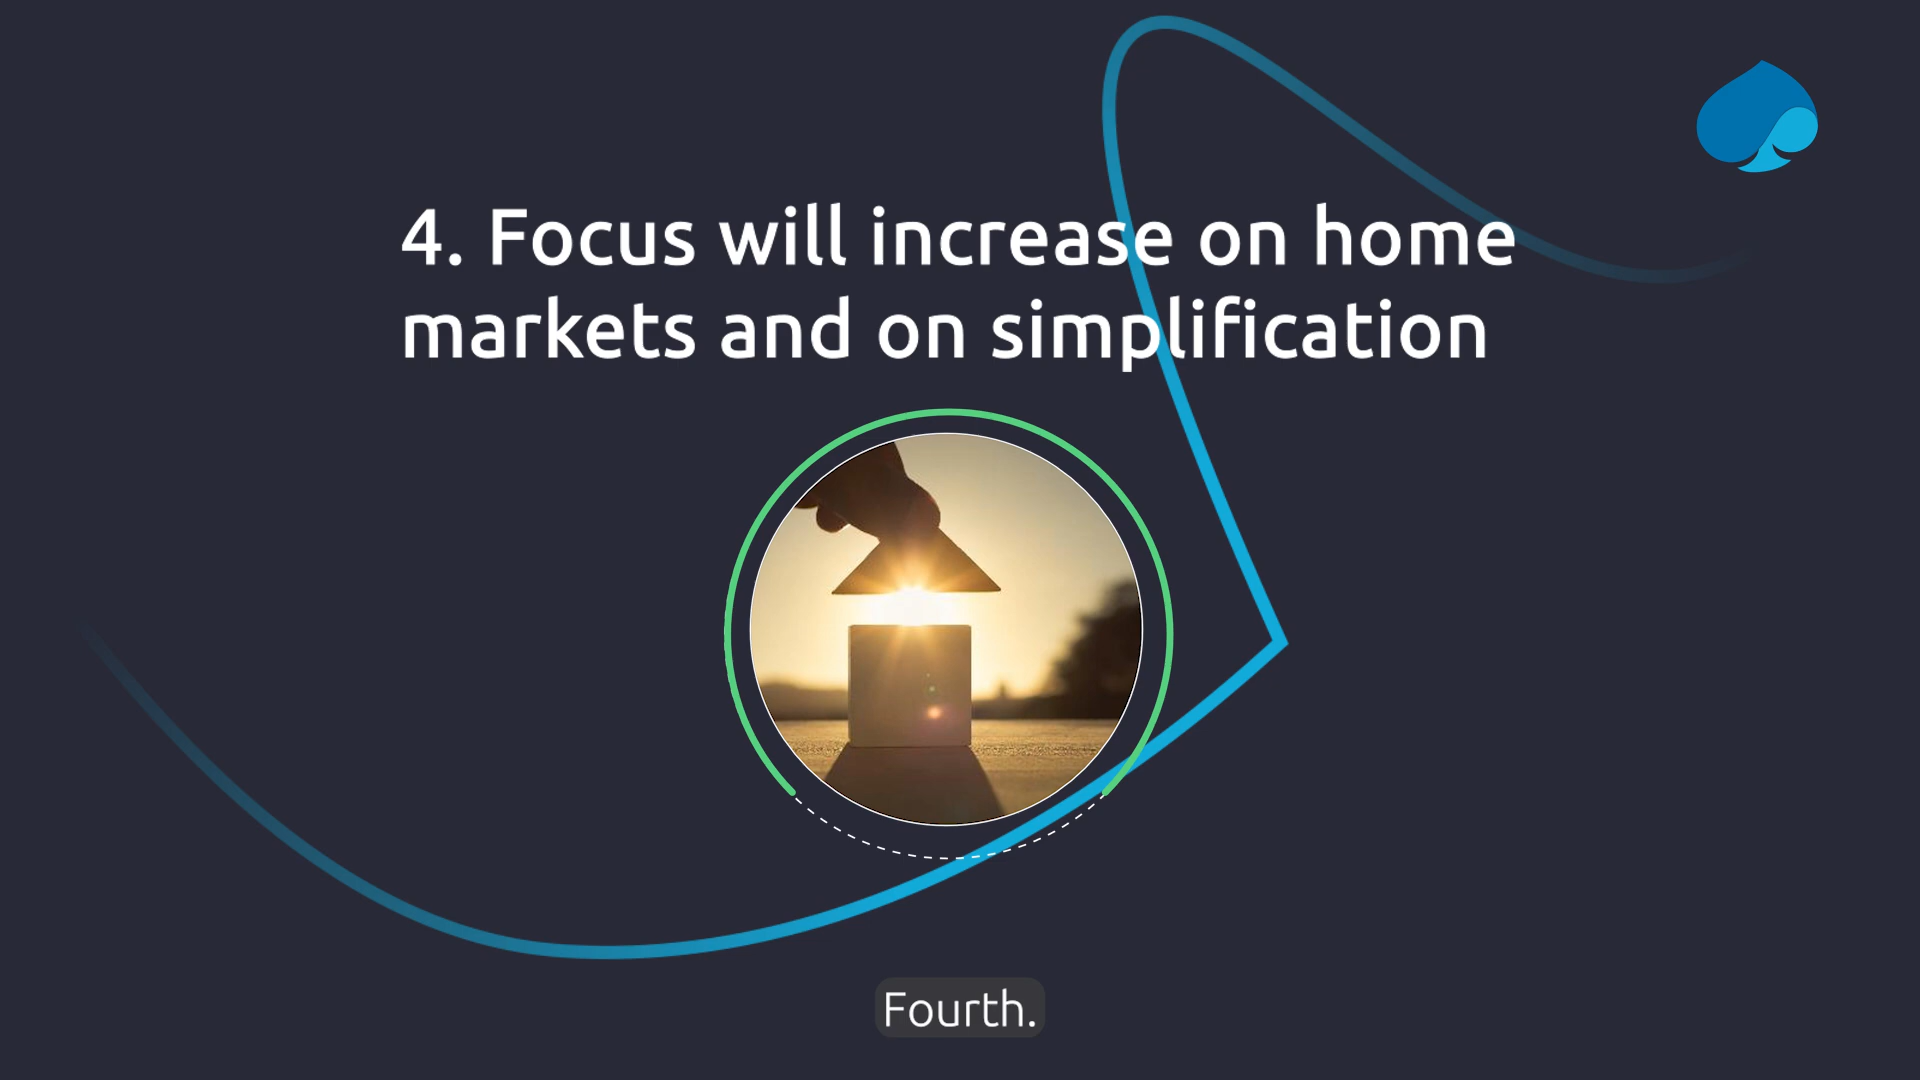 4. Focus will increase on home
markets and on simplification
Fourth.